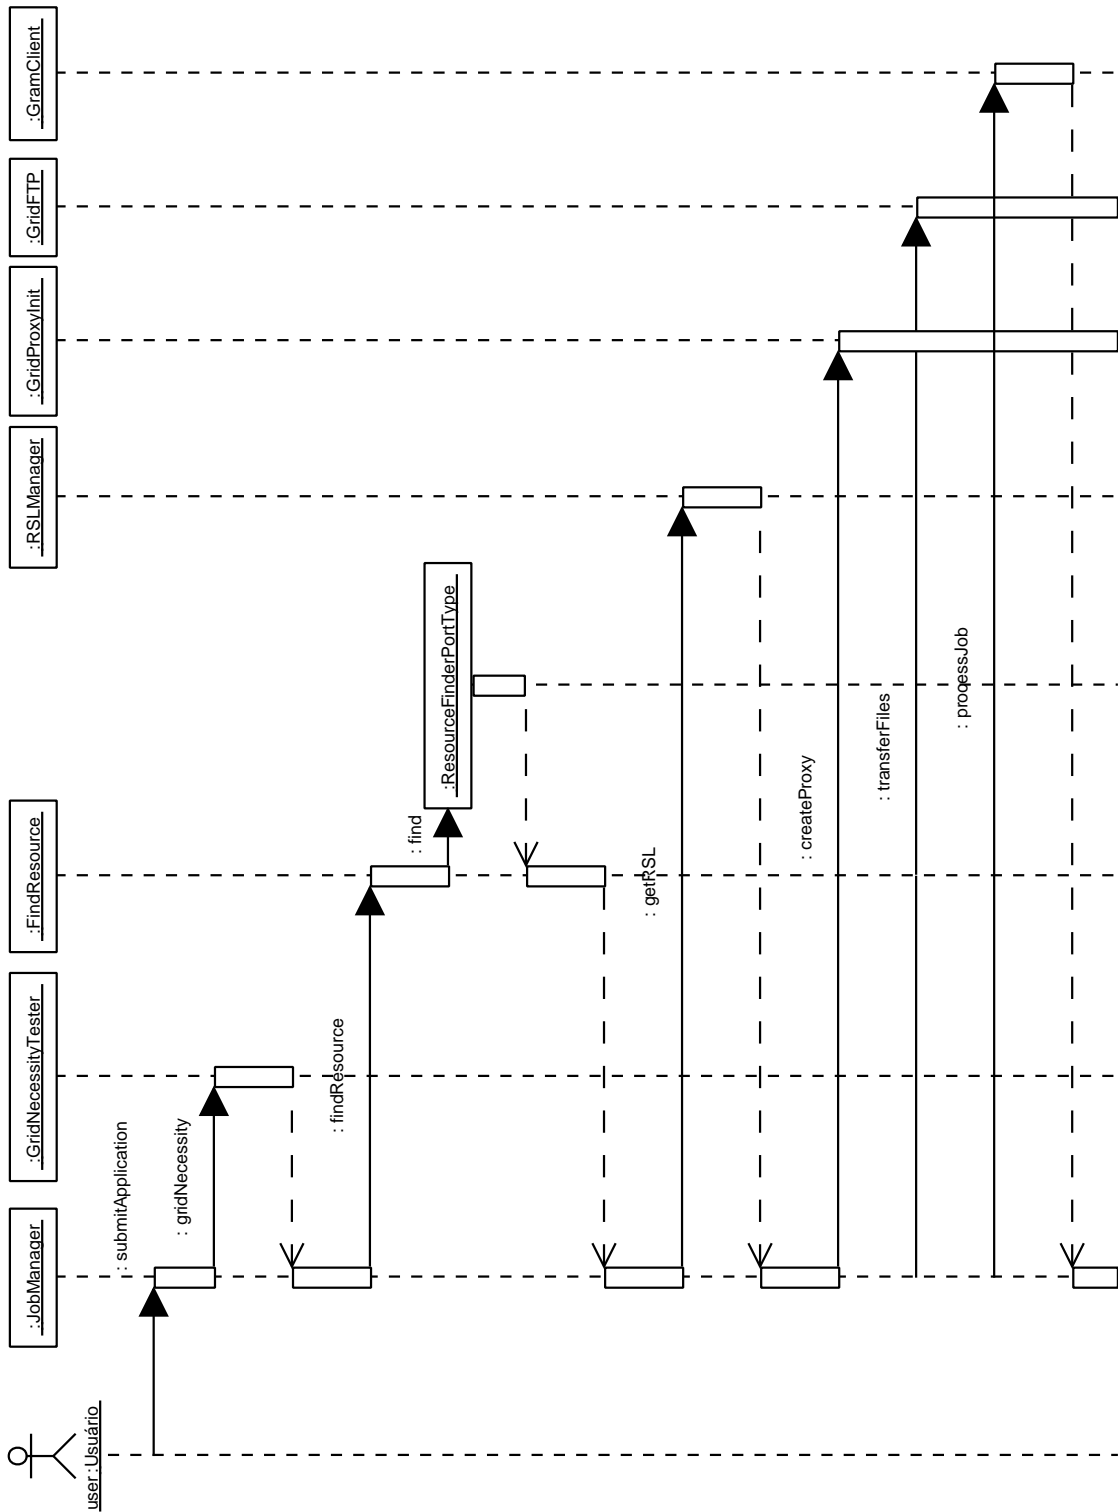 user:Usuário
:JobManager
:GridNecessityTester
:FindResource
:ResourceFinderPortType
:RSLManager
:GridProxyInit
:GridFTP
:GramClient
: submitApplication
: gridNecessity
: findResource
: find
: getRSL
: createProxy
: transferFiles
: processJob